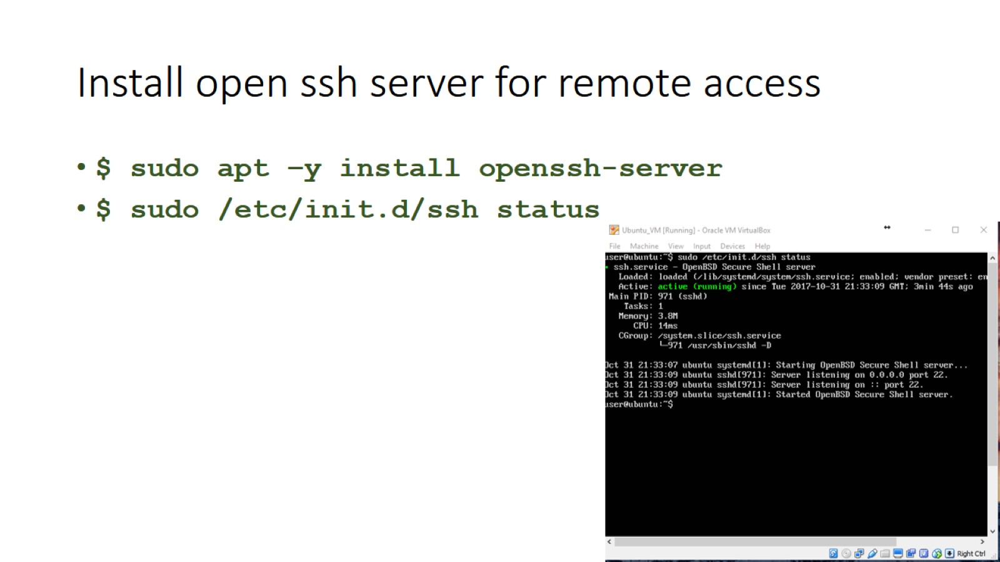 Install open ssh server for remote access
• $ sudo apt –y install openssh-server
• $ sudo /etc/init.d/ssh status
Ubuntu_VM [Running] - Oracle VM VirtualBox
File Machine View Input Devices Help
user@ubuntu:~$ sudo /etc/init.d/ssh status
● ssh.service - OpenBSD Secure Shell server
Loaded: loaded (/lib/systemd/system/ssh.service; enabled; vendor preset: en
Active: active (running) since Tue 2017-10-31 21:33:09 GMT; 3min 44s ago
Main PID: 971 (sshd)
Tasks: 1
Memory: 3.8M
CPU: 14ms
CGroup: /system.slice/ssh.service
└─971 /usr/sbin/sshd -D
Oct 31 21:33:07 ubuntu systemd[1]: Starting OpenBSD Secure Shell server...
Oct 31 21:33:09 ubuntu sshd[971]: Server listening on 0.0.0.0 port 22.
Oct 31 21:33:09 ubuntu sshd[971]: Server listening on :: port 22.
Oct 31 21:33:09 ubuntu systemd[1]: Started OpenBSD Secure Shell server.
user@ubuntu:~$
Right Ctrl